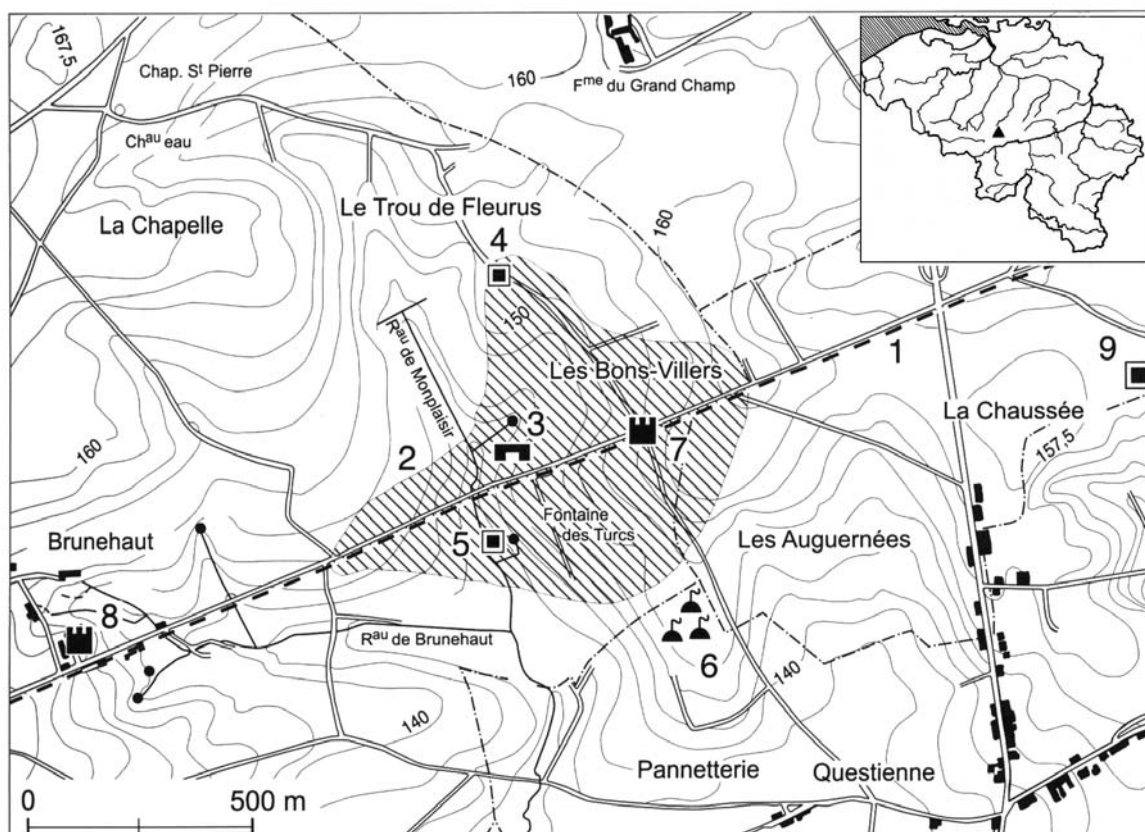 167,5
Chap. St Pierre
160
Fme du Grand Champ
Chau eau
La Chapelle
Le Trou de Fleurus
160
4
150
Rau de Monplaisir
Les Bons-Villers
1
9
La Chaussée
157,5
160
2
3
7
Fontaine
des Turcs
5
Brunehaut
Les Auguernées
8
Rau de Brunehaut
6
140
140
Pannetterie
Questienne
0
500 m